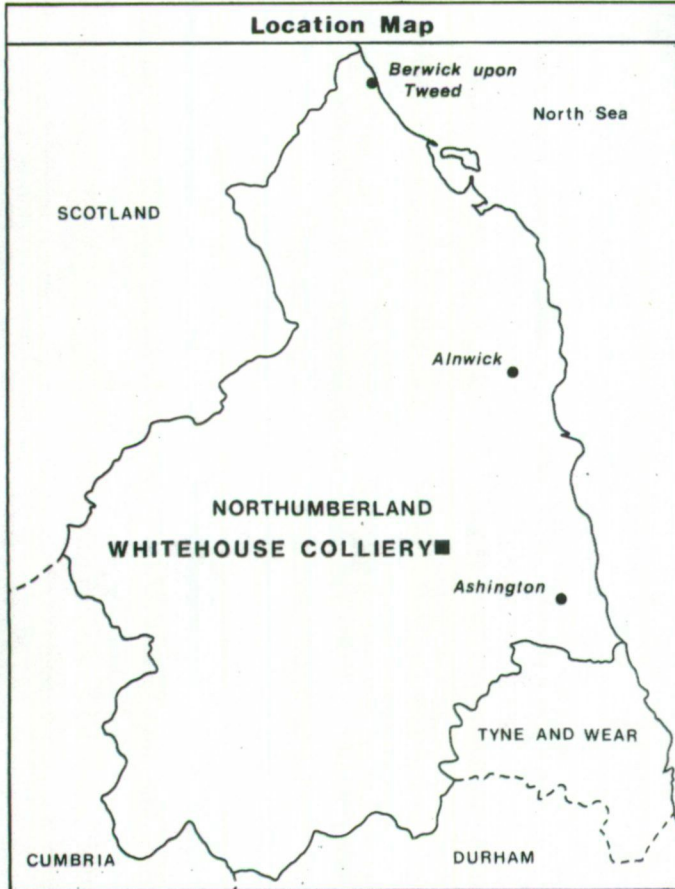 Location Map
Berwick upon
Tweed
North Sea
SCOTLAND
Alnwick
NORTHUMBERLAND
WHITEHOUSE COLLIERY
Ashington
TYNE AND WEAR
CUMBRIA
DURHAM